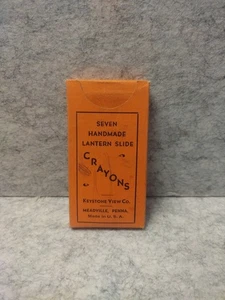 SEVEN
HANDMADE
LANTERN SLIDE
CRAYONS
KEYSTONE VIEW CO.
MEADVILLE, PENNA.
Made in U. S. A.